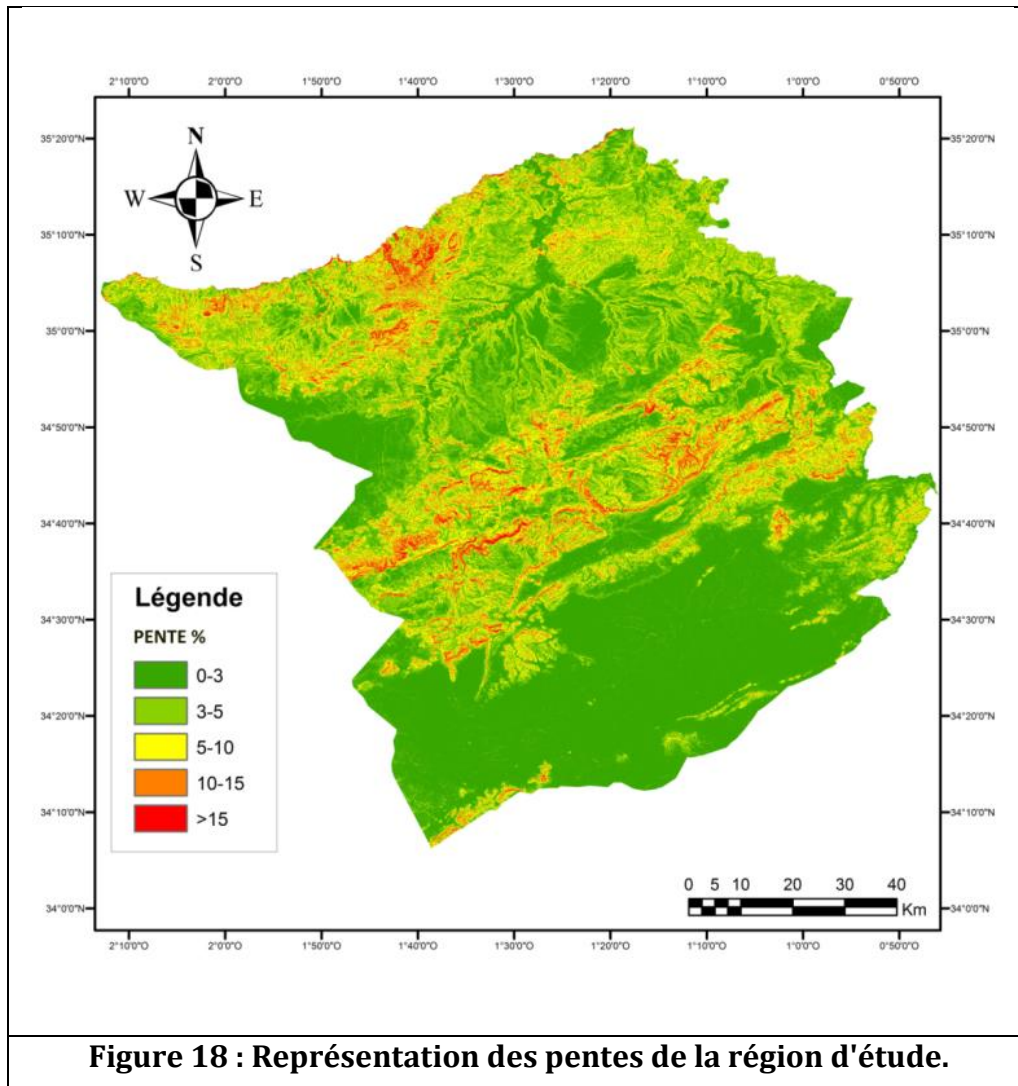 2°10'0"O 2°0'0"O 1°50'0"O 1°40'0"O 1°30'0"O 1°20'0"O 1°10'0"O 1°0'0"O 0°50'0"O
35°20'0"N 35°20'0"N
N
W E
S
35°10'0"N 35°10'0"N
35°0'0"N 35°0'0"N
34°50'0"N 34°50'0"N
34°40'0"N 34°40'0"N
Légende
PENTE %
0-3
3-5
5-10
10-15
>15
34°30'0"N 34°30'0"N
34°20'0"N 34°20'0"N
34°10'0"N 34°10'0"N
0 5 10 20 30 40
Km
34°0'0"N 34°0'0"N
2°10'0"O 2°0'0"O 1°50'0"O 1°40'0"O 1°30'0"O 1°20'0"O 1°10'0"O 1°0'0"O 0°50'0"O
Figure 18 : Représentation des pentes de la région d'étude.